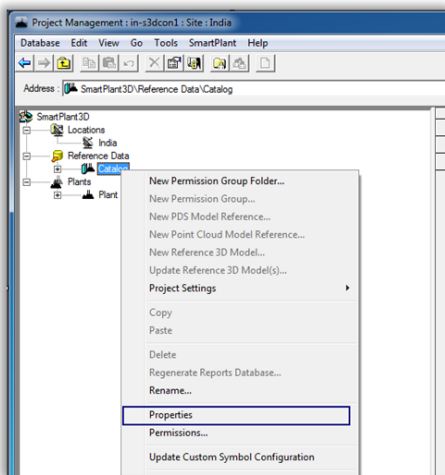 Project Management : in-s3dcon1 : Site : India
Database Edit View Go Tools SmartPlant Help
Address : SmartPlant3D\Reference Data\Catalog
SmartPlant3D
Locations
India
Reference Data
Catalog
Plants
Plant
New Permission Group Folder...
New Permission Group...
New PDS Model Reference...
New Point Cloud Model Reference...
New Reference 3D Model...
Update Reference 3D Model(s)...
Project Settings
Copy
Paste
Delete
Regenerate Reports Database...
Rename...
Properties
Permissions...
Update Custom Symbol Configuration